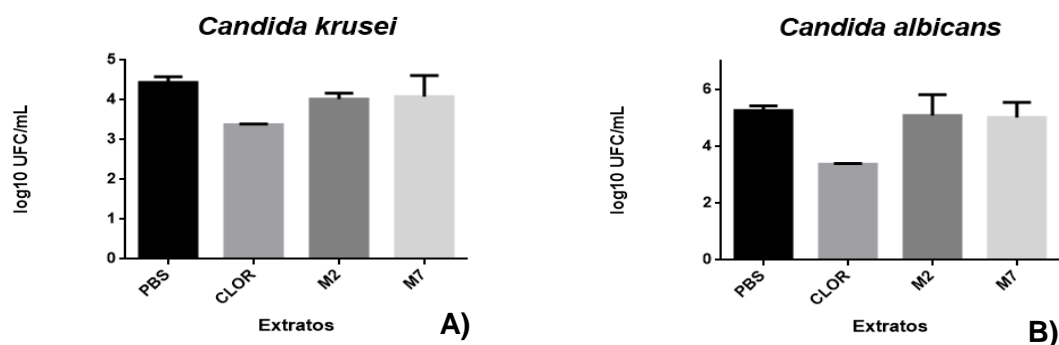 Candida krusei
log10 UFC/mL
5
4
3
2
1
0
PBS
CLOR
M2
M7
Extratos
A)
Candida albicans
log10 UFC/mL
6
4
2
0
PBS
CLOR
M2
M7
Extratos
B)